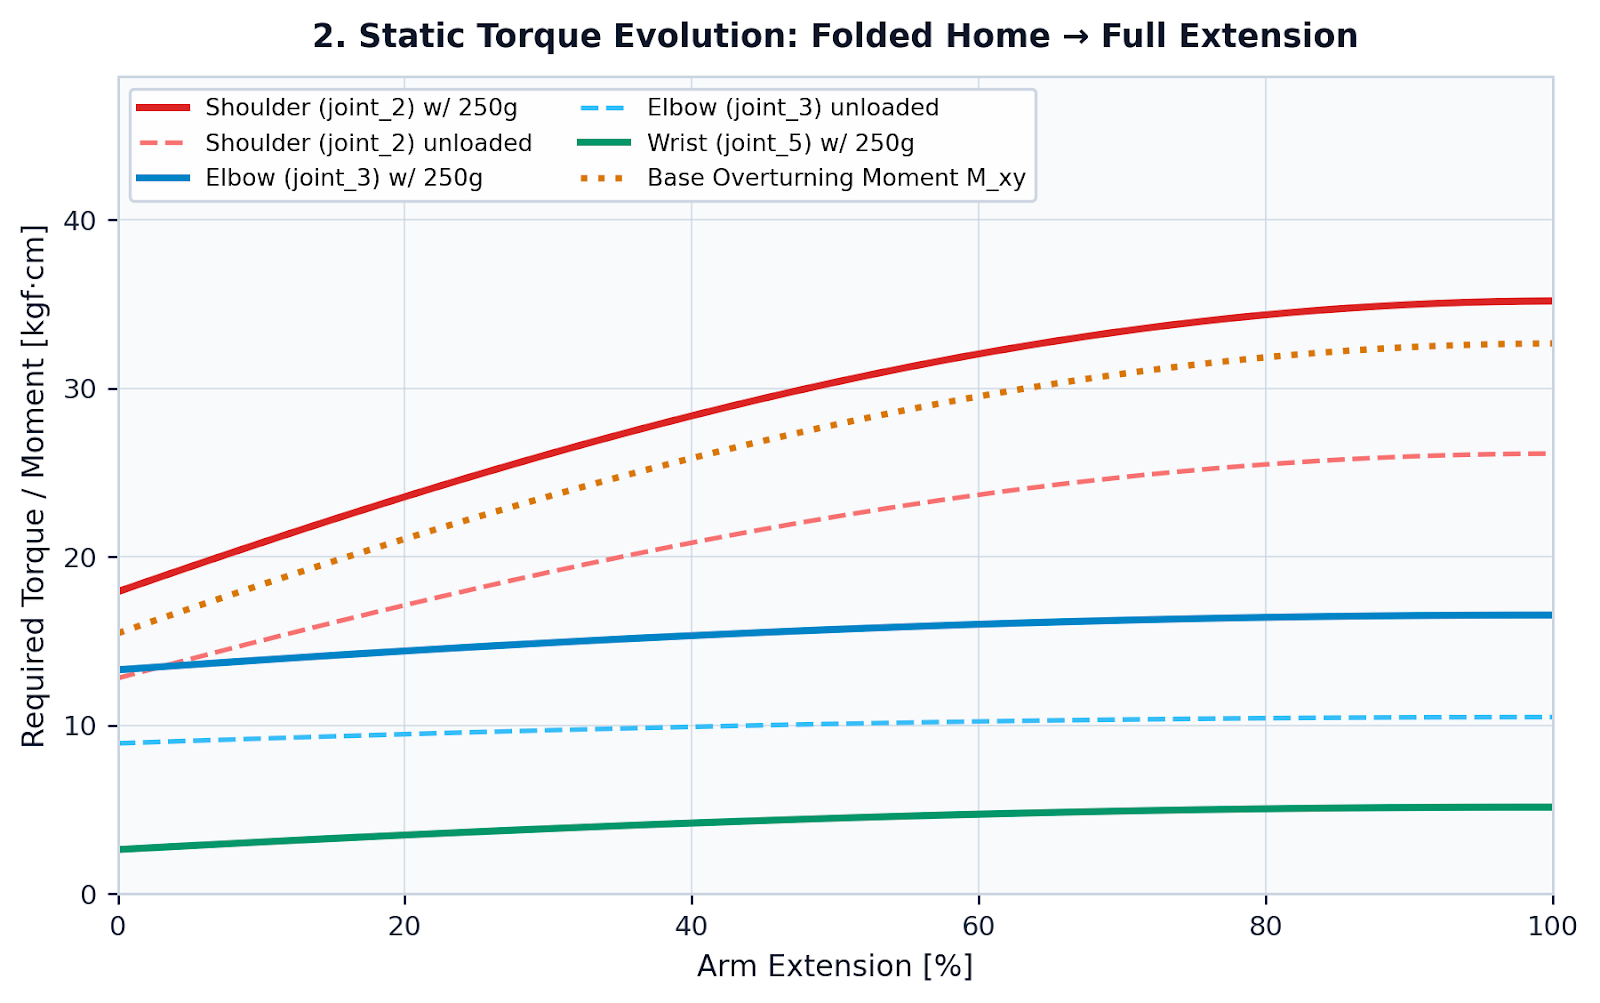 2. Static Torque Evolution: Folded Home → Full Extension
Shoulder (joint_2) w/ 250g
Shoulder (joint_2) unloaded
Elbow (joint_3) w/ 250g
Elbow (joint_3) unloaded
Wrist (joint_5) w/ 250g
Base Overturning Moment M_xy
Required Torque / Moment [kgf·cm]
40
30
20
10
0
0 20 40 60 80 100
Arm Extension [%]